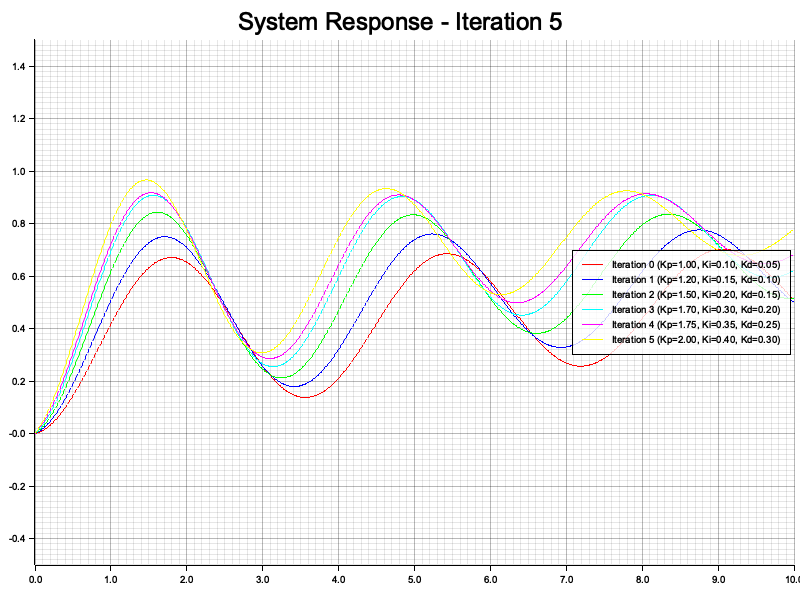 System Response - Iteration 5
1.4
1.2
1.0
0.8
0.6
0.4
0.2
-0.0
-0.2
-0.4
Iteration 0 (Kp=1.00, Ki=0.10, Kd=0.05)
Iteration 1 (Kp=1.20, Ki=0.15, Kd=0.10)
Iteration 2 (Kp=1.50, Ki=0.20, Kd=0.15)
Iteration 3 (Kp=1.70, Ki=0.30, Kd=0.20)
Iteration 4 (Kp=1.75, Ki=0.35, Kd=0.25)
Iteration 5 (Kp=2.00, Ki=0.40, Kd=0.30)
0.0 1.0 2.0 3.0 4.0 5.0 6.0 7.0 8.0 9.0 10.0